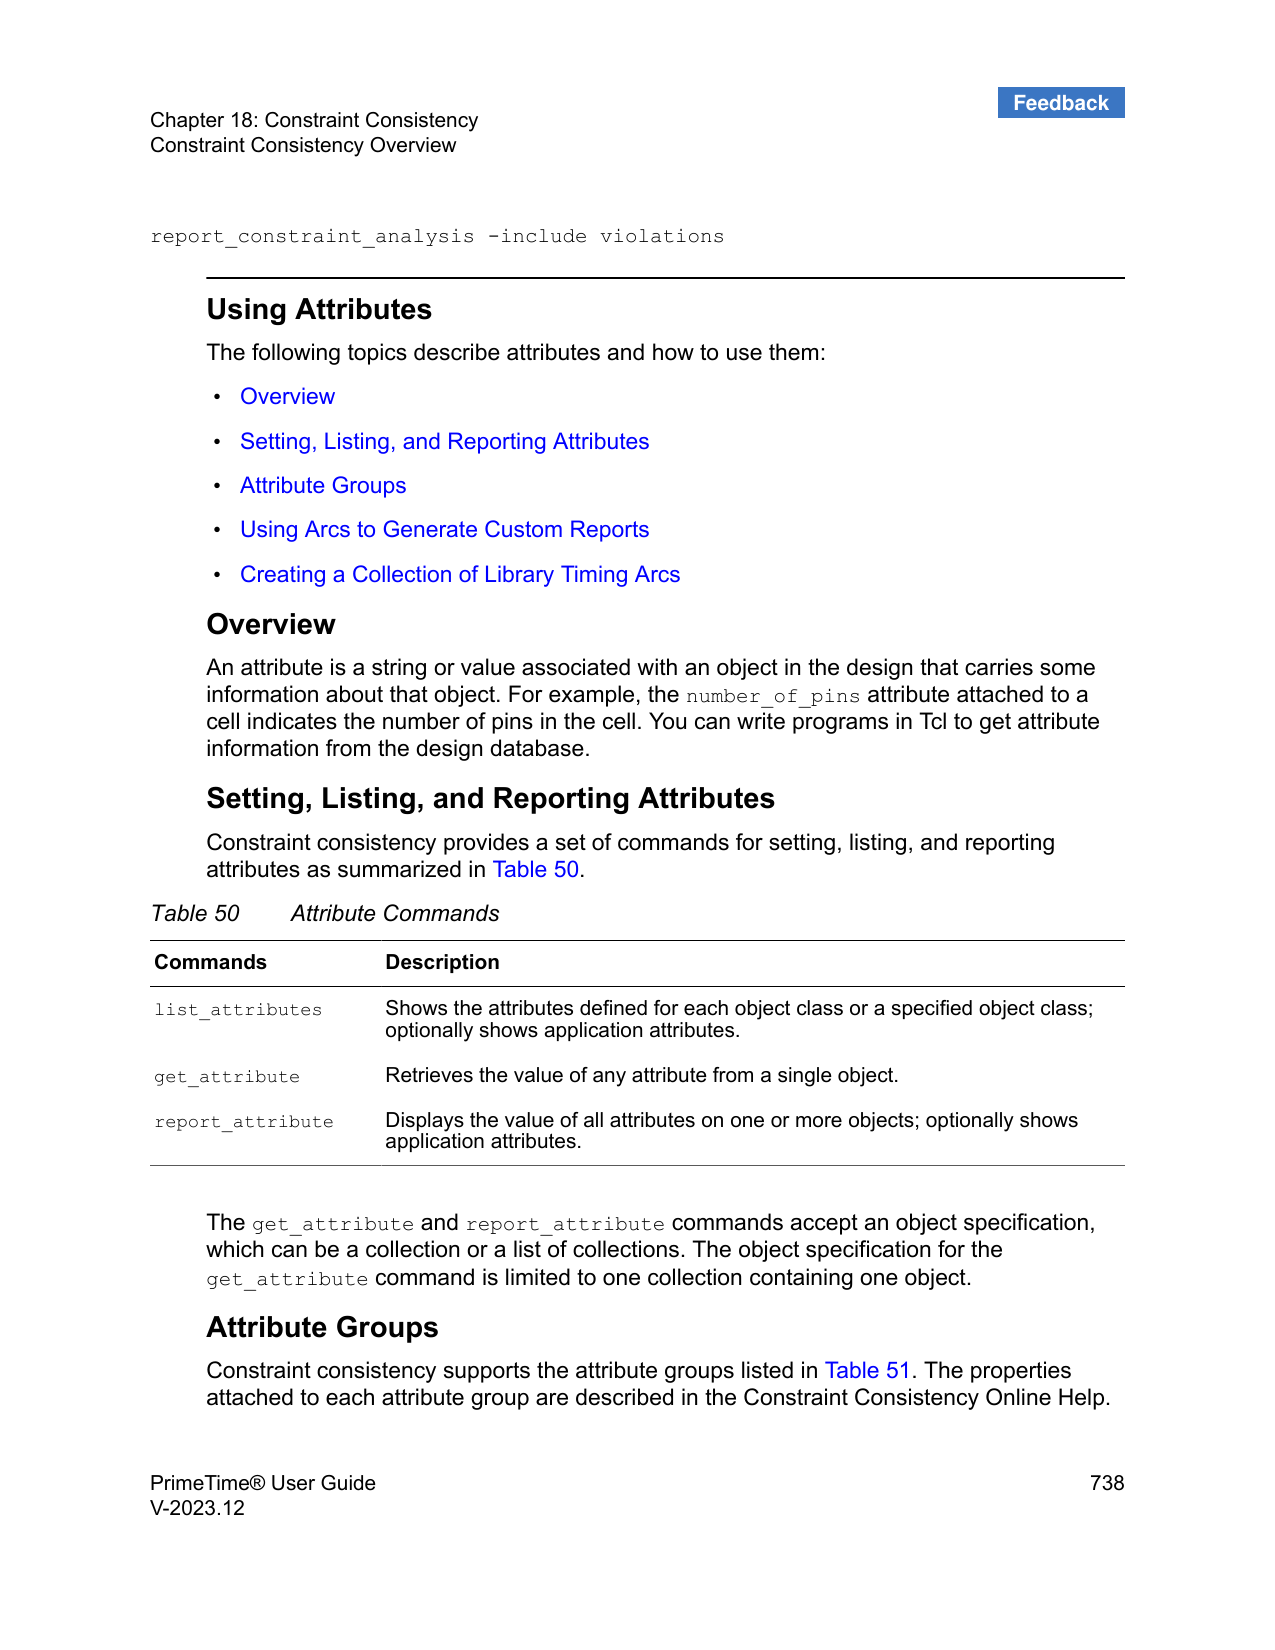 Feedback
Chapter 18: Constraint Consistency
Constraint Consistency Overview
report_constraint_analysis -include violations
Using Attributes
The following topics describe attributes and how to use them:
• Overview
• Setting, Listing, and Reporting Attributes
• Attribute Groups
• Using Arcs to Generate Custom Reports
• Creating a Collection of Library Timing Arcs
Overview
An attribute is a string or value associated with an object in the design that carries some
information about that object. For example, the number_of_pins attribute attached to a
cell indicates the number of pins in the cell. You can write programs in Tcl to get attribute
information from the design database.
Setting, Listing, and Reporting Attributes
Constraint consistency provides a set of commands for setting, listing, and reporting
attributes as summarized in Table 50.
Table 50 Attribute Commands
Commands Description
list_attributes Shows the attributes defined for each object class or a specified object class;
optionally shows application attributes.
get_attribute Retrieves the value of any attribute from a single object.
report_attribute Displays the value of all attributes on one or more objects; optionally shows
application attributes.
The get_attribute and report_attribute commands accept an object specification,
which can be a collection or a list of collections. The object specification for the
get_attribute command is limited to one collection containing one object.
Attribute Groups
Constraint consistency supports the attribute groups listed in Table 51. The properties
attached to each attribute group are described in the Constraint Consistency Online Help.
PrimeTime® User Guide 738
V-2023.12